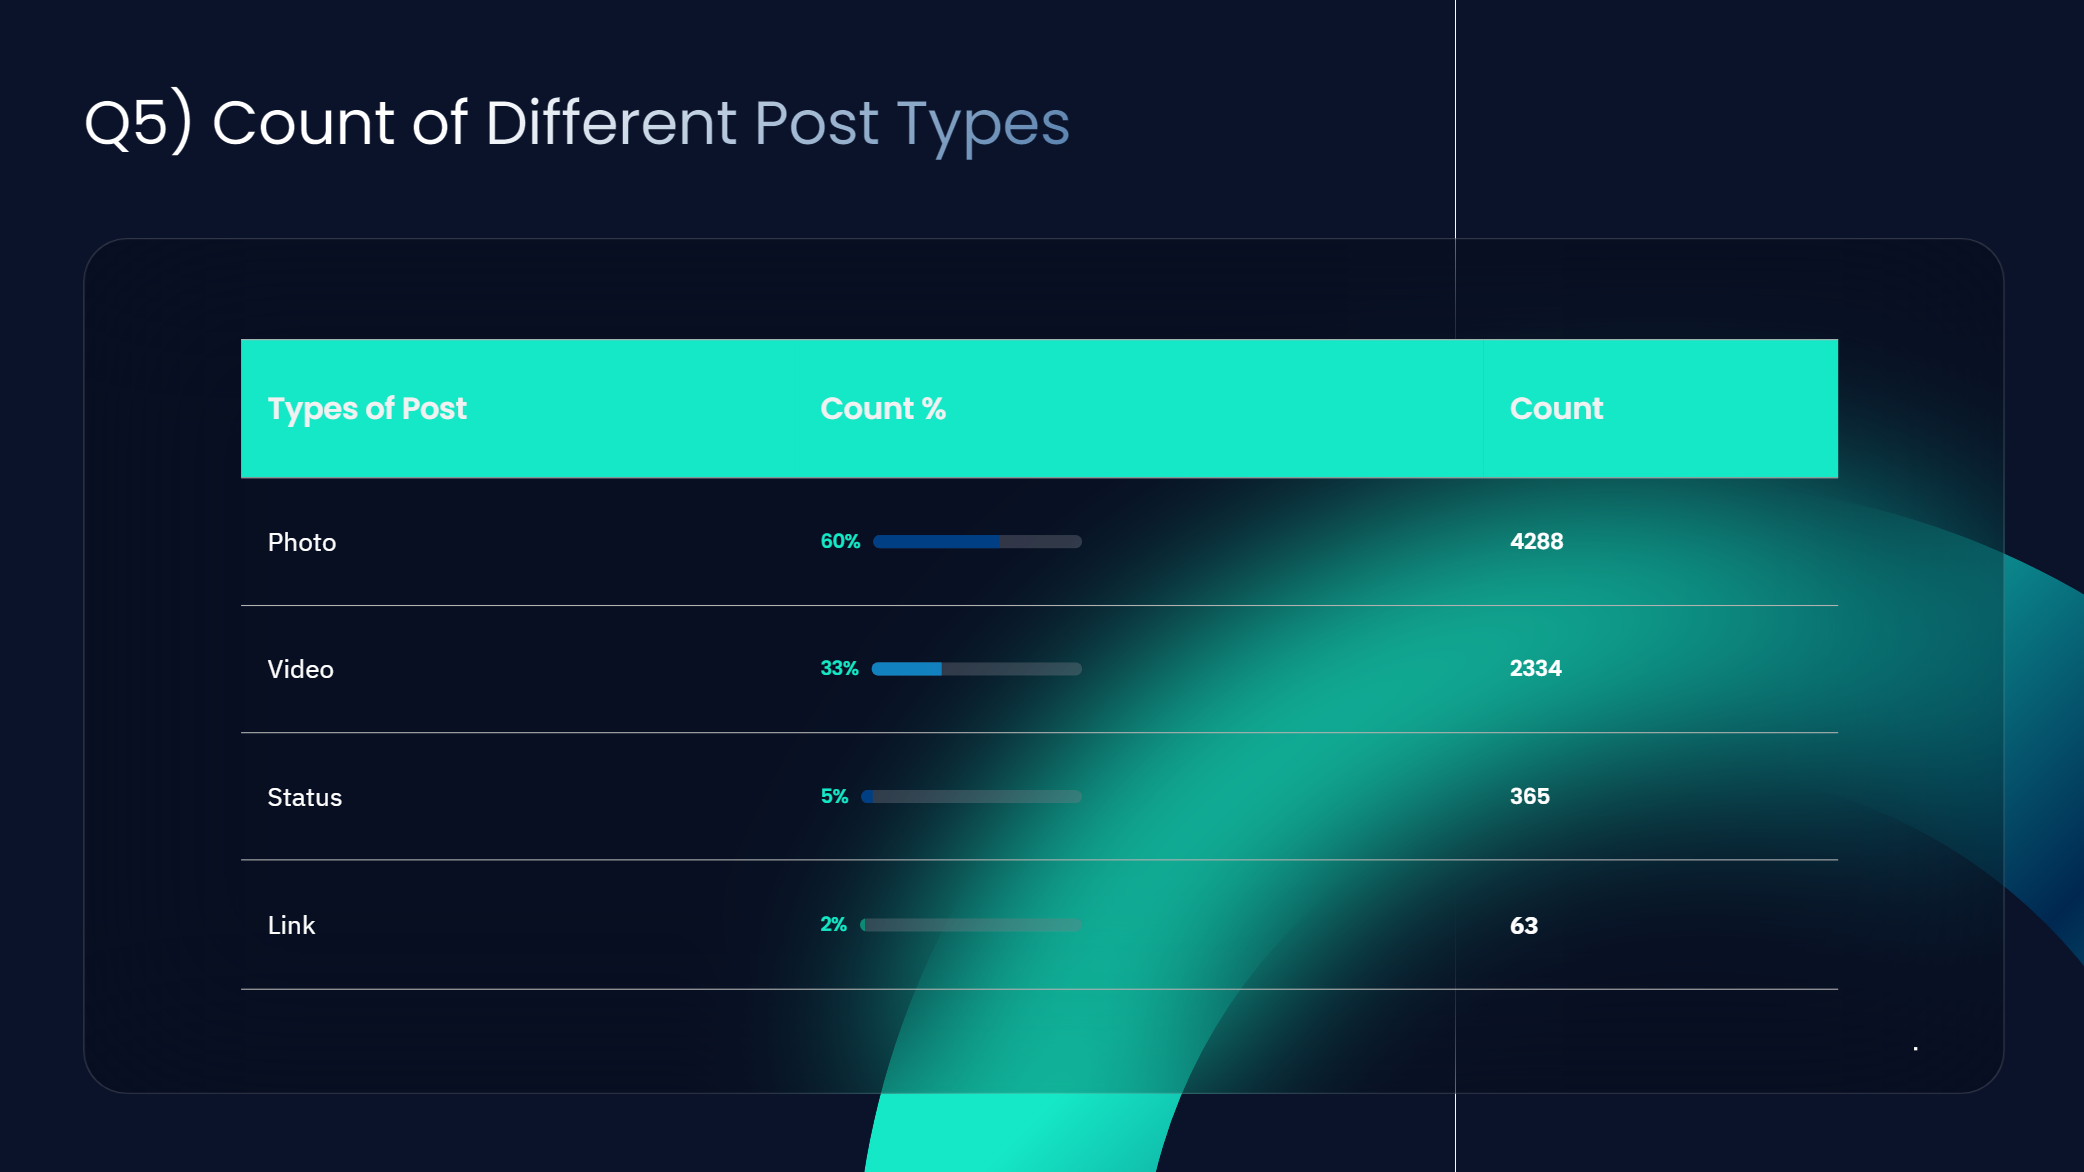 Q5) Count of Different Post Types
Types of Post Count % Count
Photo 60% 4288
Video 33% 2334
Status 5% 365
Link 2% 63
.